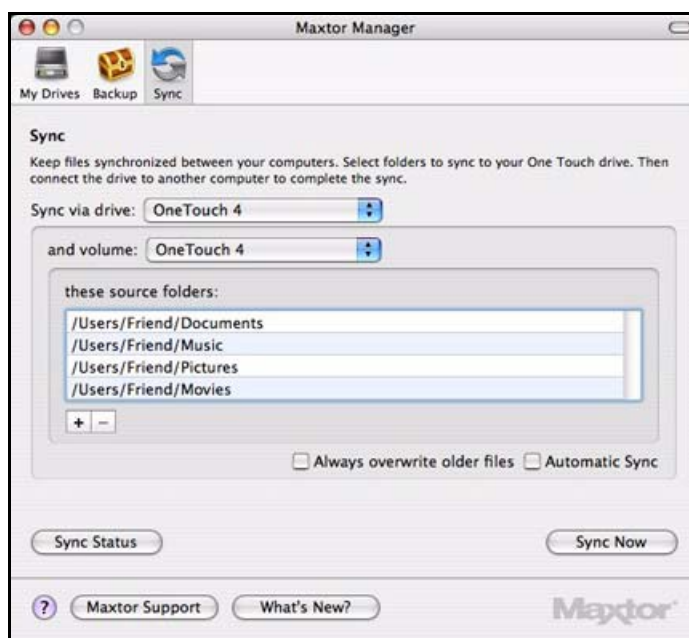 Maxtor Manager
My Drives Backup Sync
Sync
Keep files synchronized between your computers. Select folders to sync to your One Touch drive. Then
connect the drive to another computer to complete the sync.
Sync via drive: OneTouch 4
and volume: OneTouch 4
these source folders:
/Users/Friend/Documents
/Users/Friend/Music
/Users/Friend/Pictures
/Users/Friend/Movies
+ −
Always overwrite older files Automatic Sync
Sync Status Sync Now
? Maxtor Support What's New? Maxtor